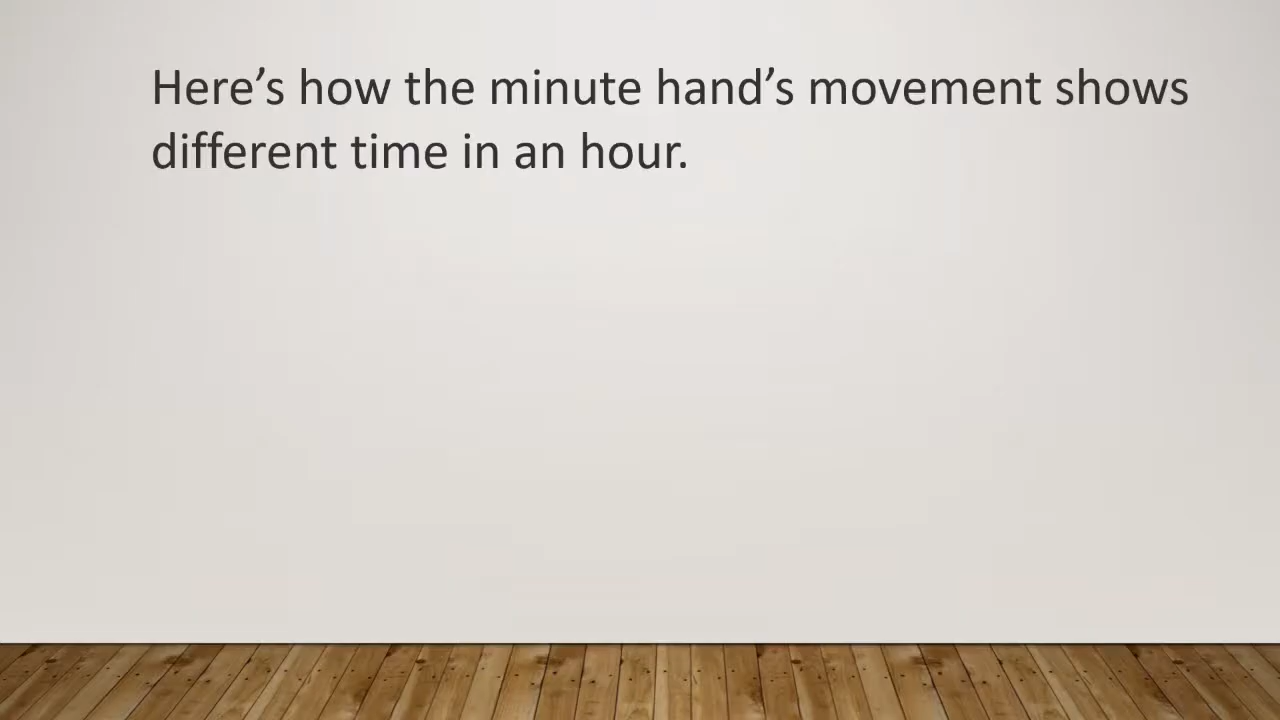 Here’s how the minute hand’s movement shows
different time in an hour.